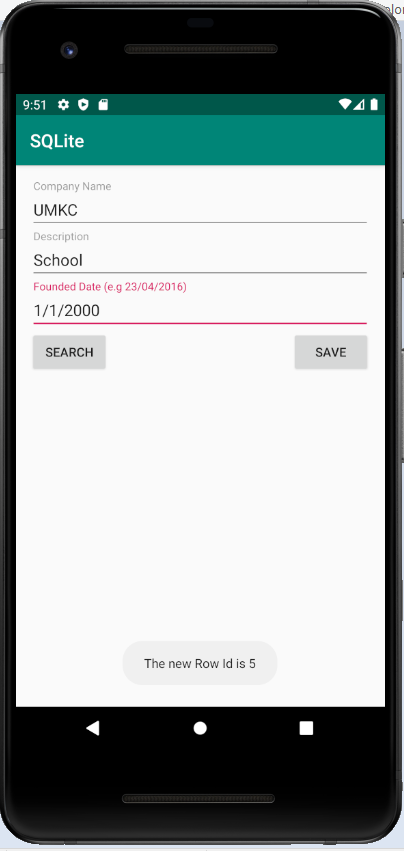 9:51
SQLite
Company Name
UMKC
Description
School
Founded Date (e.g 23/04/2016)
1/1/2000
SEARCH SAVE
The new Row Id is 5